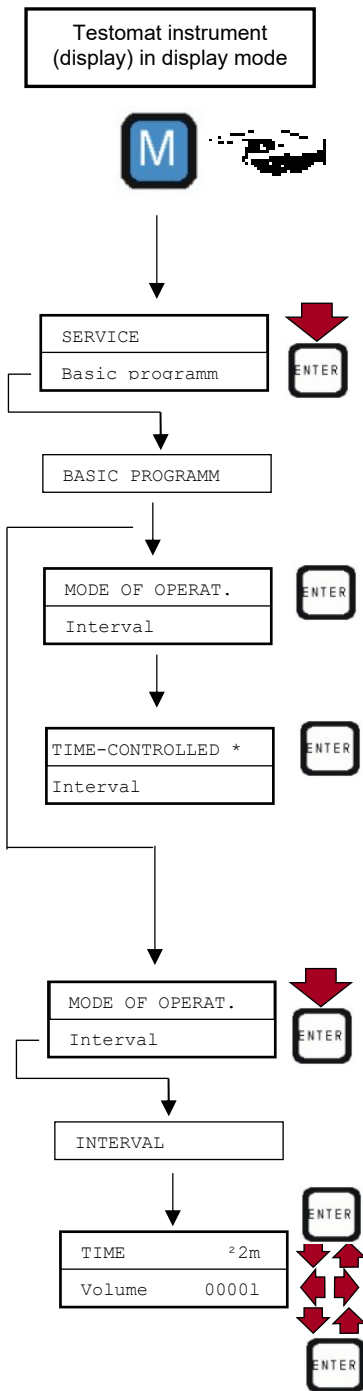 Testomat instrument
(display) in display mode
M
SERVICE
ENTER
Basic programm
BASIC PROGRAMM
MODE OF OPERAT.
ENTER
Interval
TIME-CONTROLLED *
ENTER
Interval
MODE OF OPERAT.
ENTER
Interval
INTERVAL
ENTER
TIME ²2m
Volume 0000l
ENTER